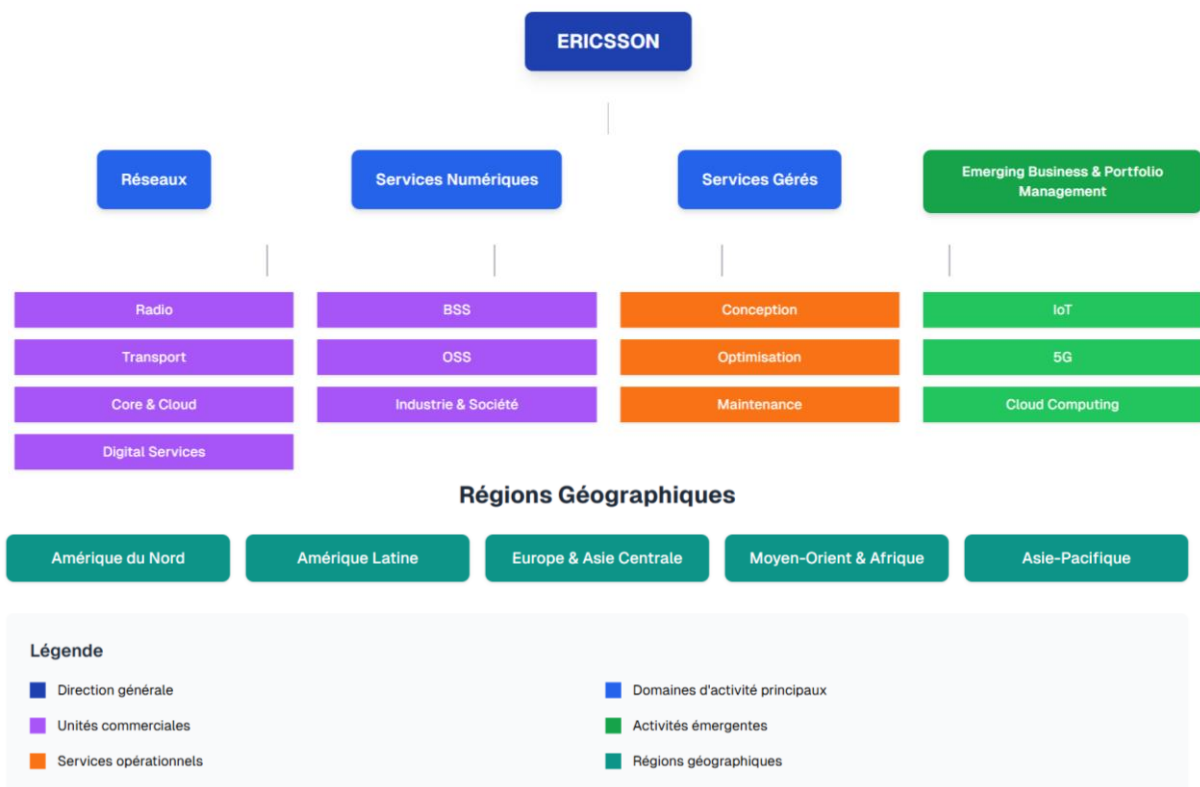 ERICSSON
Réseaux
Services Numériques
Services Gérés
Emerging Business & Portfolio
Management
Radio
BSS
Conception
IoT
Transport
OSS
Optimisation
5G
Core & Cloud
Industrie & Société
Maintenance
Cloud Computing
Digital Services
Régions Géographiques
Amérique du Nord
Amérique Latine
Europe & Asie Centrale
Moyen-Orient & Afrique
Asie-Pacifique
Légende
Direction générale
Domaines d'activité principaux
Unités commerciales
Activités émergentes
Services opérationnels
Régions géographiques